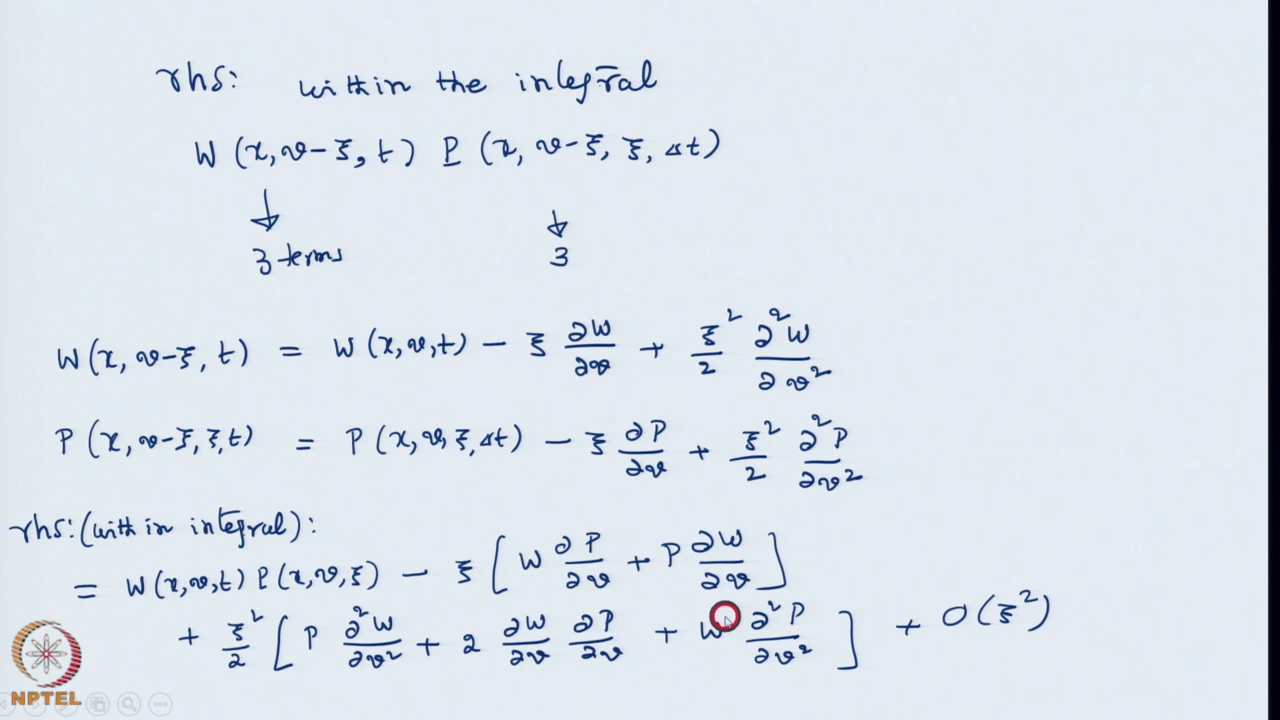 rhs: within the integral
W (x, v-ξ, t) P (x, v-ξ, ξ, Δt)
↓ ↓
3 terms 3
W (x, v-ξ, t) = W (x, v, t) - ξ ∂W/∂v + ξ²/2 ∂²W/∂v²
P (x, v-ξ, ξ, t) = P (x, v, ξ, Δt) - ξ ∂P/∂v + ξ²/2 ∂²P/∂v²
rhs: (within integral):
= W(x,v,t) P(x,v,ξ) - ξ [ W ∂P/∂v + P ∂W/∂v ]
+ ξ²/2 [ P ∂²W/∂v² + 2 ∂W/∂v ∂P/∂v + W ∂²P/∂v² ] + O(ξ²)
NPTEL